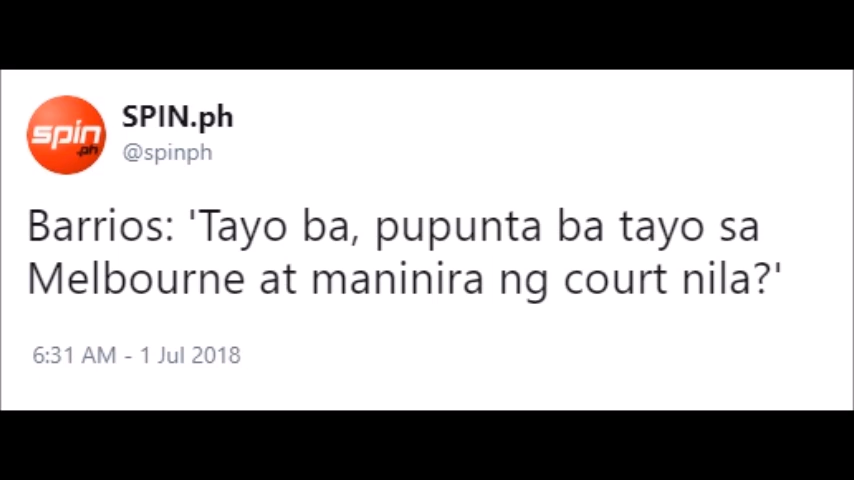 spin
.ph
SPIN.ph
@spinph
Barrios: 'Tayo ba, pupunta ba tayo sa
Melbourne at maninira ng court nila?'
6:31 AM - 1 Jul 2018